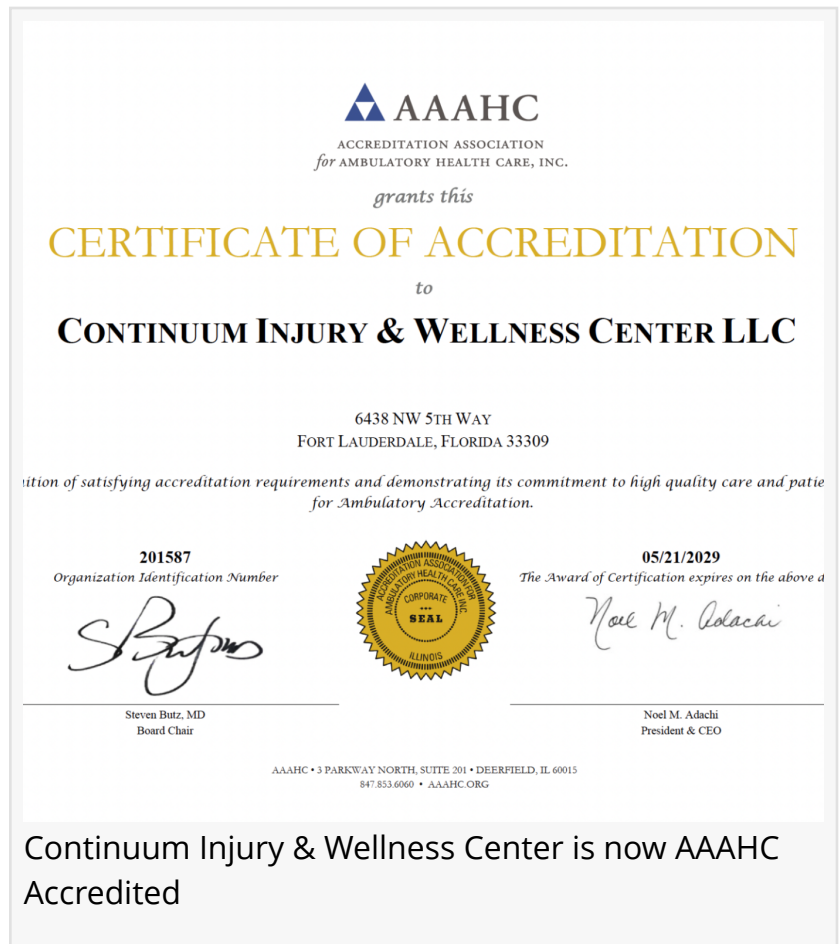 AAAHC
ACCREDITATION ASSOCIATION
for AMBULATORY HEALTH CARE, INC.
grants this
CERTIFICATE OF ACCREDITATION
to
CONTINUUM INJURY & WELLNESS CENTER LLC
6438 NW 5TH WAY
FORT LAUDERDALE, FLORIDA 33309
ition of satisfying accreditation requirements and demonstrating its commitment to high quality care and patie
for Ambulatory Accreditation.
201587
Organization Identification Number
ACCREDITATION ASSOCIATION FOR
AMBULATORY HEALTH CARE INC.
CORPORATE
SEAL
ILLINOIS
05/21/2029
The Award of Certification expires on the above d
Noel M. Adachi
Steven Butz, MD
Board Chair
Noel M. Adachi
President & CEO
AAAHC • 3 PARKWAY NORTH, SUITE 201 • DEERFIELD, IL 60015
847.853.6060 • AAAHC.ORG
Continuum Injury & Wellness Center is now AAAHC
Accredited